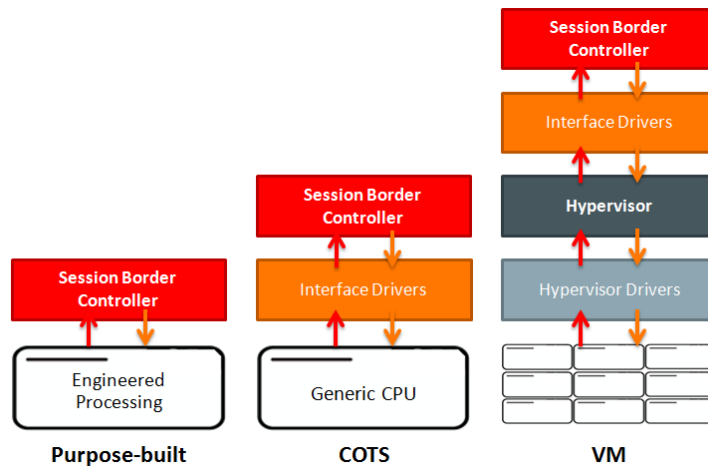 Session Border
Controller
Interface Drivers
Hypervisor
Hypervisor Drivers
VM
Session Border
Controller
Interface Drivers
Generic CPU
COTS
Session Border
Controller
Engineered
Processing
Purpose-built